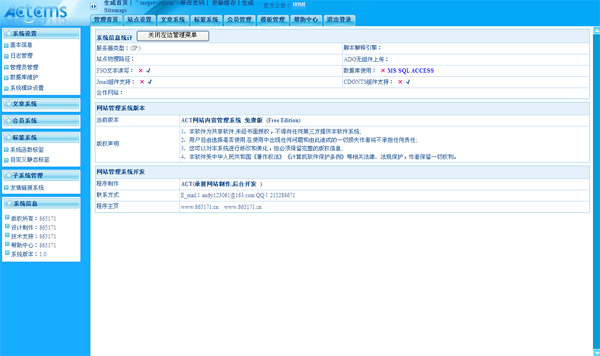 Actcms
生成首页｜ " target="main">修改密码｜ 更新缓存｜生成 官方公告： HOME
Sitemaps
管理首页 站点设置 文章系统 标签系统 会员管理 模板管理 帮助中心 退出登录
系统设置
基本信息
日志管理
管理员管理
数据库维护
系统模块设置
文章系统
会员系统
标签系统
系统函数标签
自定义静态标签
子系统管理
友情链接系统
系统信息
版权所有：865171
设计制作：865171
技术支持：865171
帮助中心：865171
系统版本：1.0
系统信息统计 关闭左边管理菜单
服务器类型： (IP:) 脚本解释引擎：
站点物理路径： ADO无组件上传：
FSO文本读写： × √ 数据库使用： × MS SQL ACCESS
Jmail组件支持： × √ CDONTS组件支持： × √
合作网站：
网站管理系统版本
当前版本 ACT网站内容管理系统 免费版 (Free Edition)
版权声明
1、本软件为共享软件,未经书面授权，不得向任何第三方提供本软件系统;
2、用户自由选择是否使用,在使用中出现任何问题和由此造成的一切损失作者将不承担任何责任;
3、您可以对本系统进行修改和美化，但必须保留完整的版权信息;
4、本软件受中华人民共和国《著作权法》《计算机软件保护条例》等相关法律、法规保护，作者保留一切权利。
网站管理系统开发
程序制作 ACT(承接网站制作,后台开发 )
联系方式 E_mail：andy123061@163.com QQ：215288671
程序主页 www.865171.cn www.865171.cn